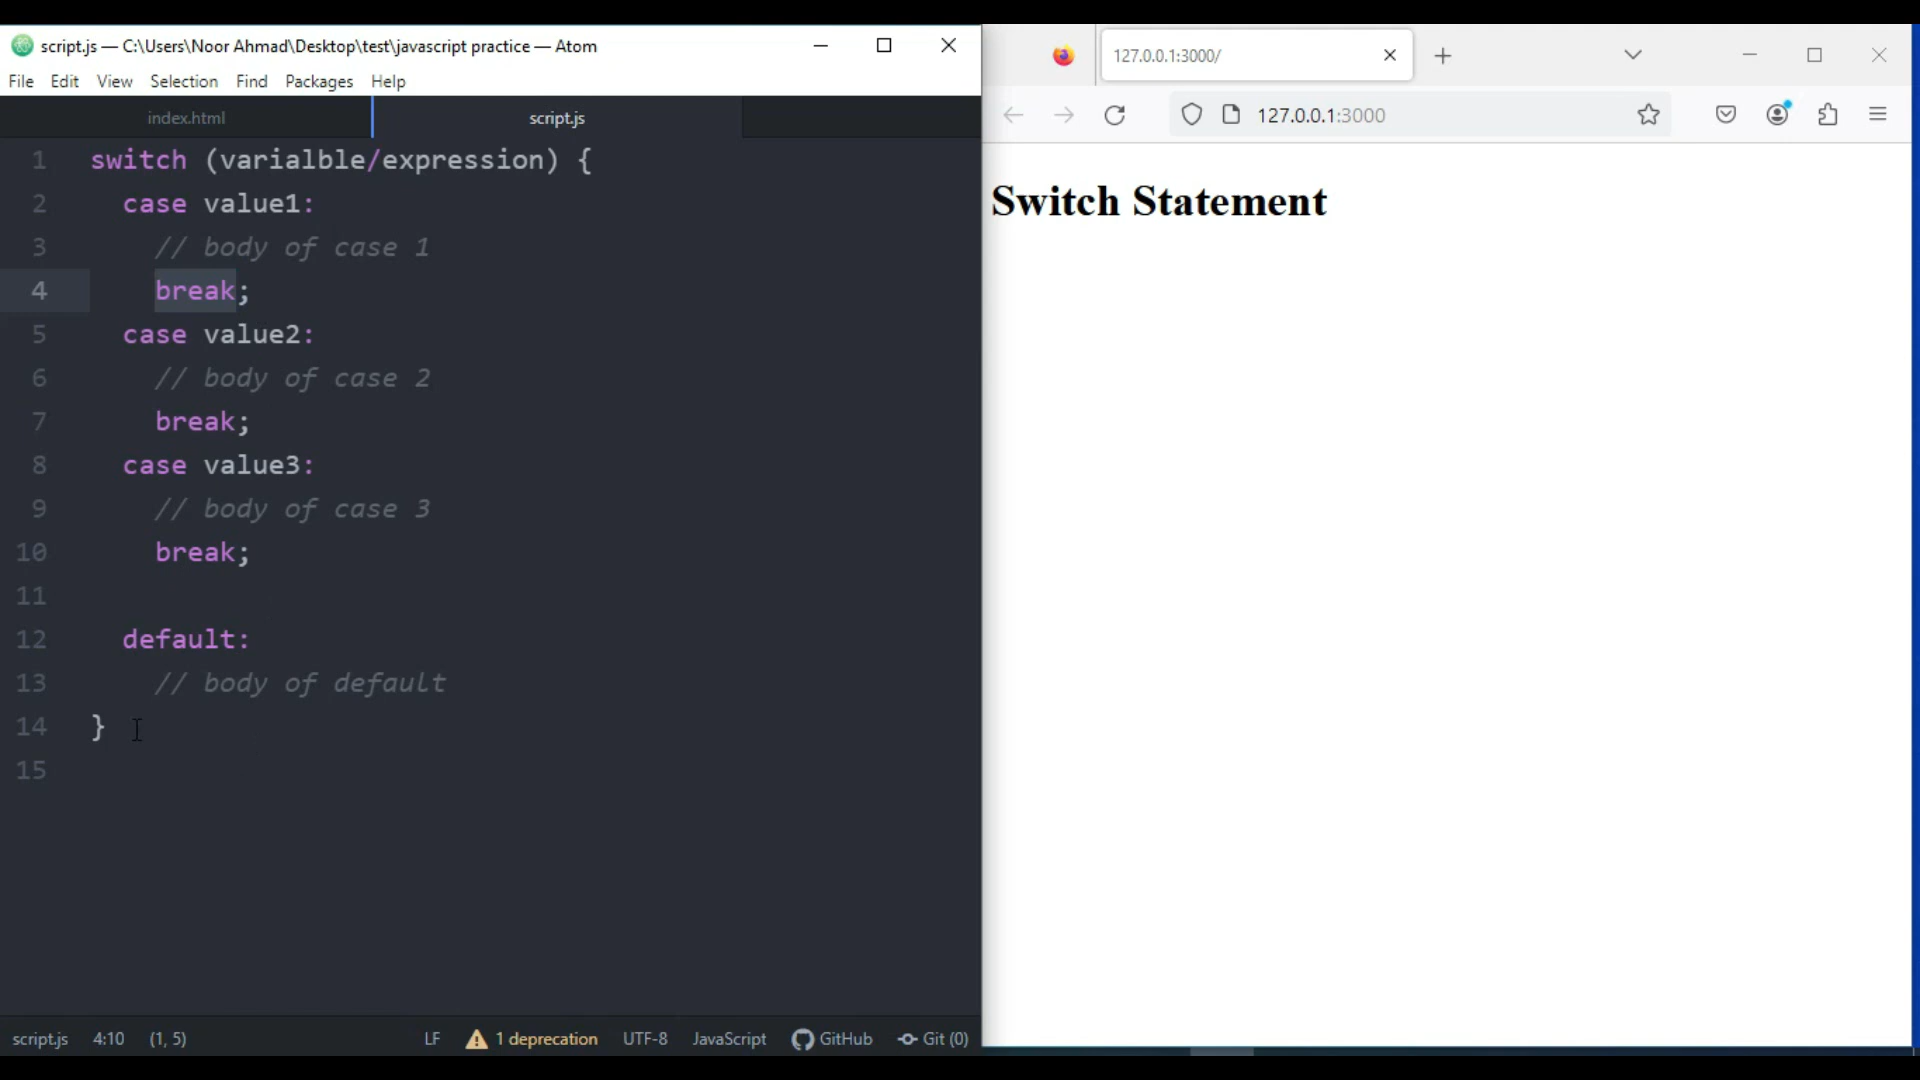 script.js — C:\Users\Noor Ahmad\Desktop\test\javascript practice — Atom
File Edit View Selection Find Packages Help
index.html script.js
1 switch (varialble/expression) {
2 case value1:
3 // body of case 1
4 break;
5 case value2:
6 // body of case 2
7 break;
8 case value3:
9 // body of case 3
10 break;
11
12 default:
13 // body of default
14 }
15
script.js 4:10 (1, 5) LF 1 deprecation UTF-8 JavaScript GitHub Git (0)
127.0.0.1:3000/
127.0.0.1:3000
Switch Statement